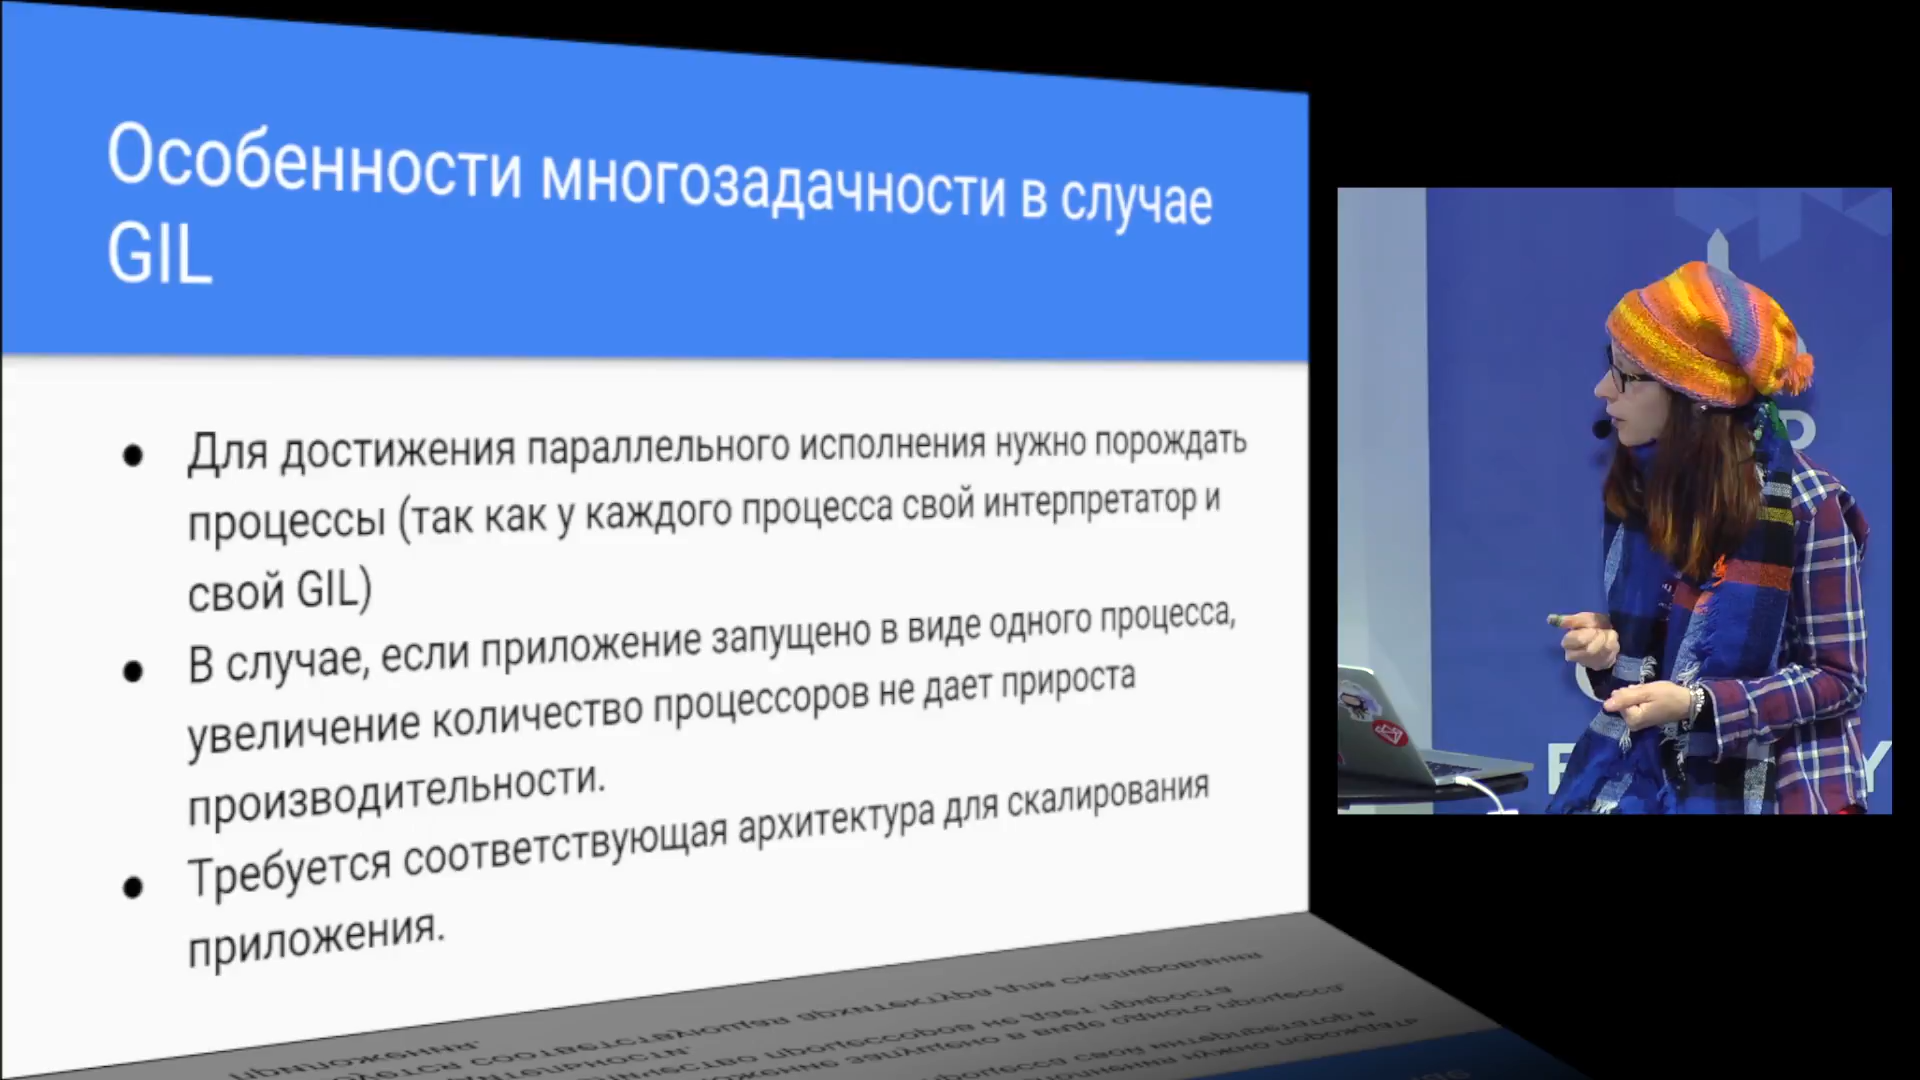 Особенности многозадачности в случае
GIL
Для достижения параллельного исполнения нужно порождать
процессы (так как у каждого процесса свой интерпретатор и
свой GIL)
В случае, если приложение запущено в виде одного процесса,
увеличение количество процессоров не дает прироста
производительности.
Требуется соответствующая архитектура для скалирования
приложения.